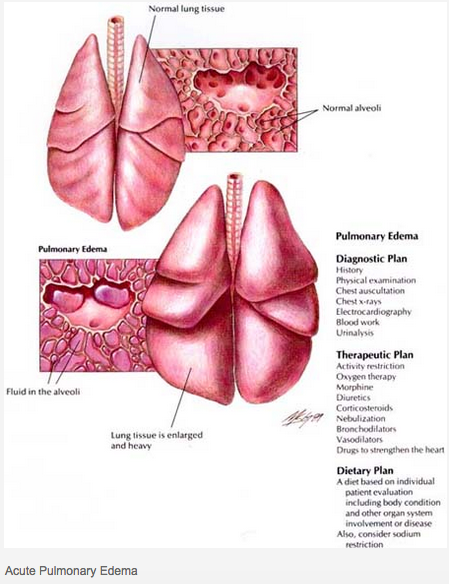 Normal lung tissue
Normal alveoli
Pulmonary Edema
Fluid in the alveoli
Lung tissue is enlarged
and heavy
Pulmonary Edema
Diagnostic Plan
History
Physical examination
Chest auscultation
Chest x-rays
Electrocardiography
Blood work
Urinalysis
Therapeutic Plan
Activity restriction
Oxygen therapy
Morphine
Diuretics
Corticosteroids
Nebulization
Bronchodilators
Vasodilators
Drugs to strengthen the heart
Dietary Plan
A diet based on individual
patient evaluation
including body condition
and other organ system
involvement or disease
Also, consider sodium
restriction
Acute Pulmonary Edema